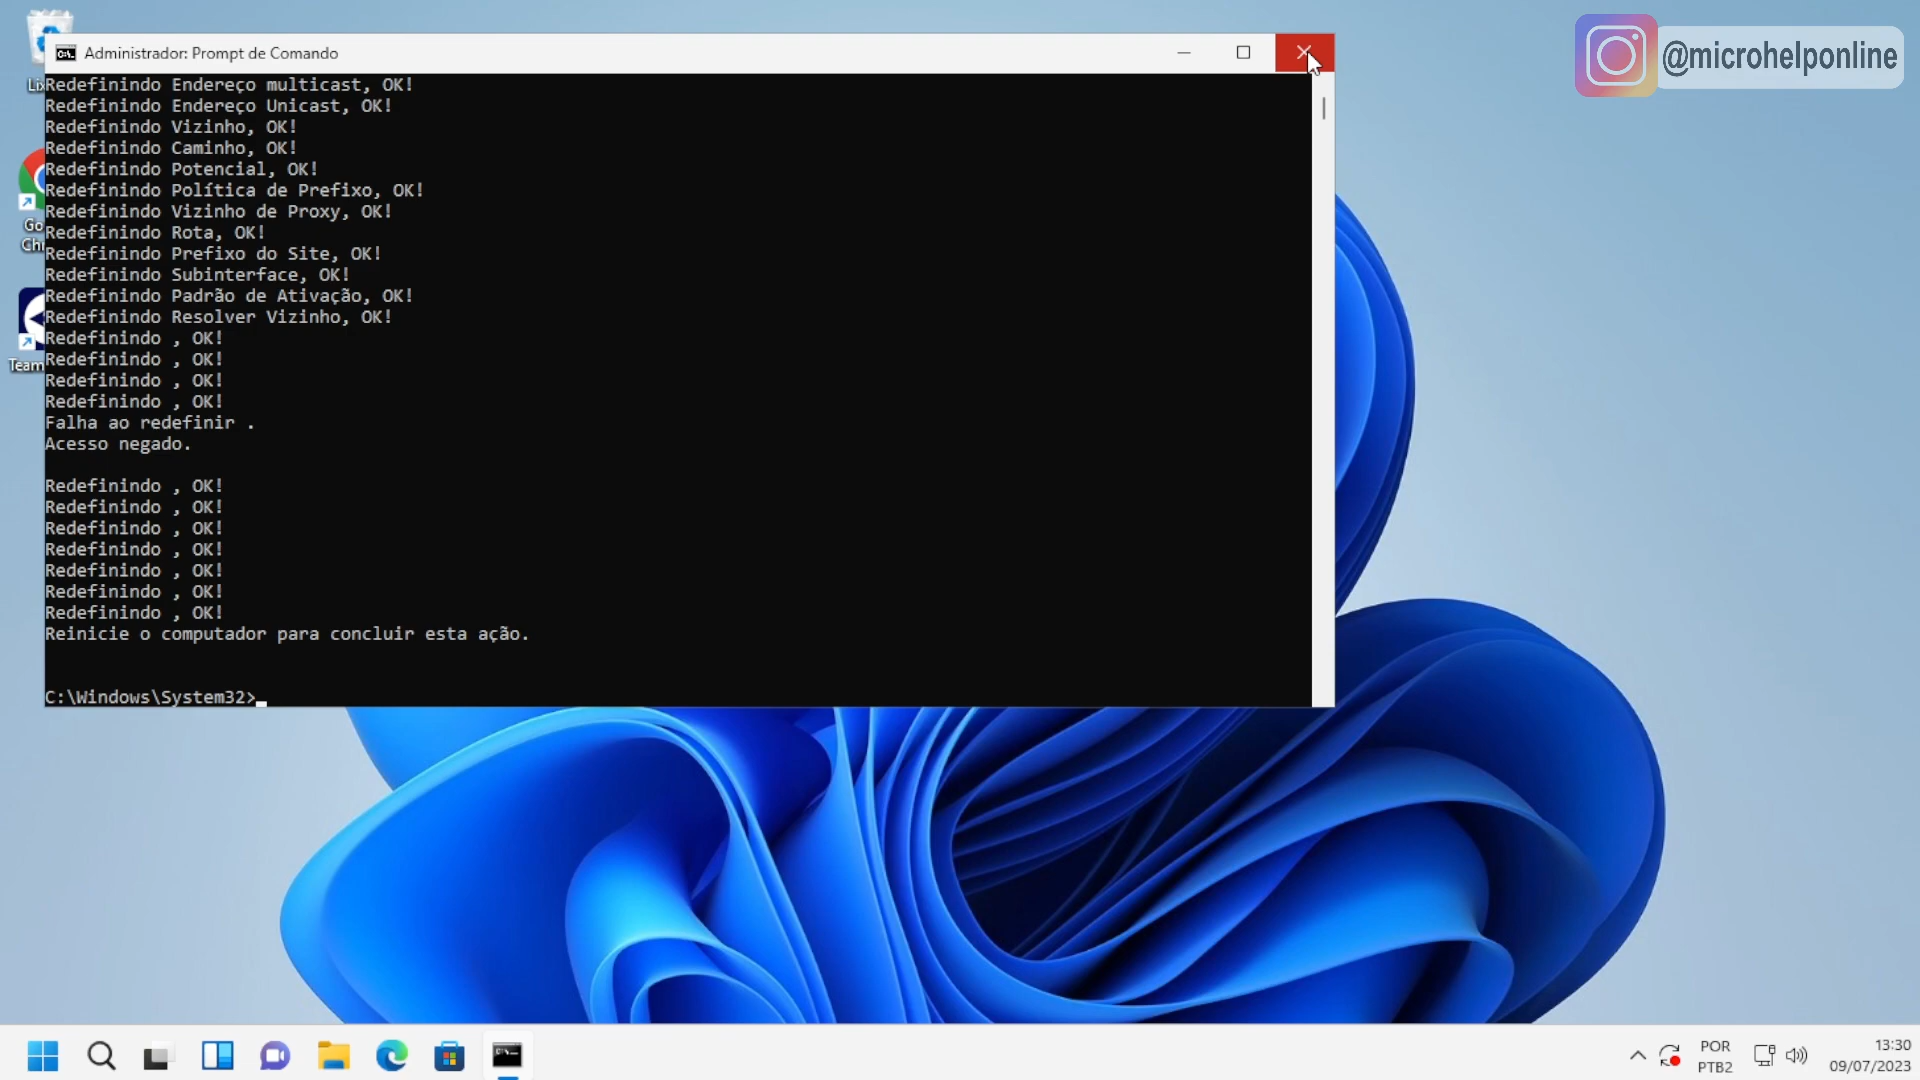 @microhelponline
Administrador: Prompt de Comando
Redefinindo Endereço multicast, OK!
Redefinindo Endereço Unicast, OK!
Redefinindo Vizinho, OK!
Redefinindo Caminho, OK!
Redefinindo Potencial, OK!
Redefinindo Política de Prefixo, OK!
Redefinindo Vizinho de Proxy, OK!
Redefinindo Rota, OK!
Redefinindo Prefixo do Site, OK!
Redefinindo Subinterface, OK!
Redefinindo Padrão de Ativação, OK!
Redefinindo Resolver Vizinho, OK!
Redefinindo , OK!
Redefinindo , OK!
Redefinindo , OK!
Redefinindo , OK!
Falha ao redefinir .
Acesso negado.
Redefinindo , OK!
Redefinindo , OK!
Redefinindo , OK!
Redefinindo , OK!
Redefinindo , OK!
Redefinindo , OK!
Redefinindo , OK!
Reinicie o computador para concluir esta ação.
C:\Windows\System32>
Lix
Go
Chr
Team
POR
PTB2
13:30
09/07/2023